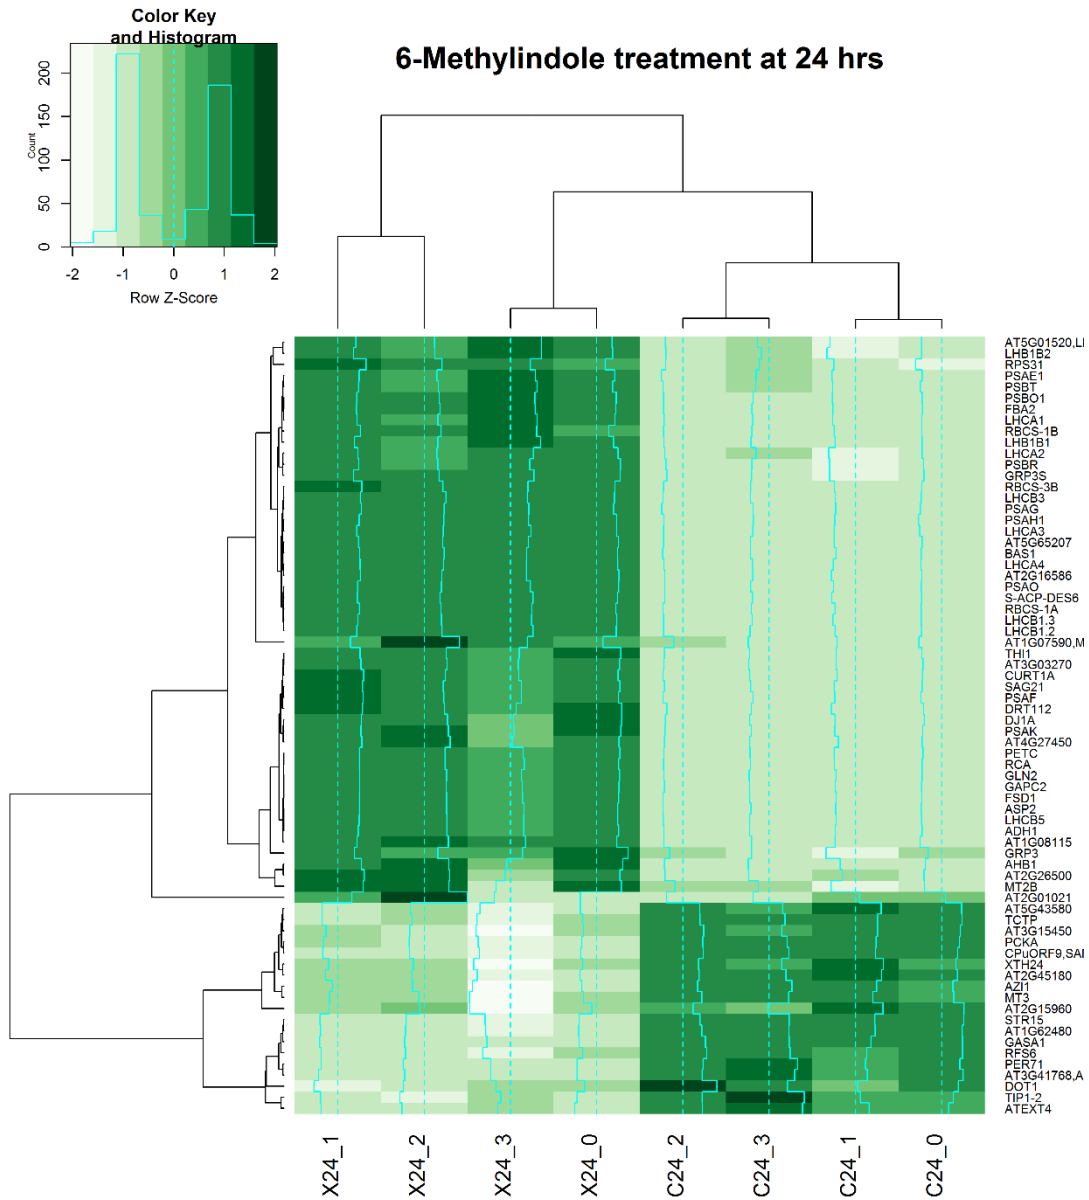 Color Key
and Histogram
6-Methylindole treatment at 24 hrs
Count
0
50
100
150
200
-2
-1
0
1
2
Row Z-Score
AT5G01520,LI
LHB1B2
RPS31
PSAE1
PSBT
PSBO1
FBA2
LHCA1
RBCS-1B
LHB1B1
LHCA2
PSBR
GRP3S
RBCS-3B
LHCB3
PSAG
PSAH1
LHCA3
AT5G65207
BAS1
LHCA4
AT2G16586
PSAO
S-ACP-DES6
RBCS-1A
LHCB1.3
LHCB1.2
AT1G07590,M
THI1
AT3G03270
CURT1A
SAG21
PSAF
DRT112
DJ1A
PSAK
AT4G27450
PETC
RCA
GLN2
GAPC2
FSD1
ASP2
LHCB5
ADH1
AT1G08115
GRP3
AHB1
AT2G26500
MT2B
AT2G01021
AT5G43580
TCTP
AT3G15450
PCKA
CPuORF9,SAI
XTH24
AT2G45180
AZI1
MT3
AT2G15960
STR15
AT1G62480
GASA1
RFS6
PER71
AT3G41768,A
DOT1
TIP1-2
ATEXT4
X24_1
X24_2
X24_3
X24_0
C24_2
C24_3
C24_1
C24_0